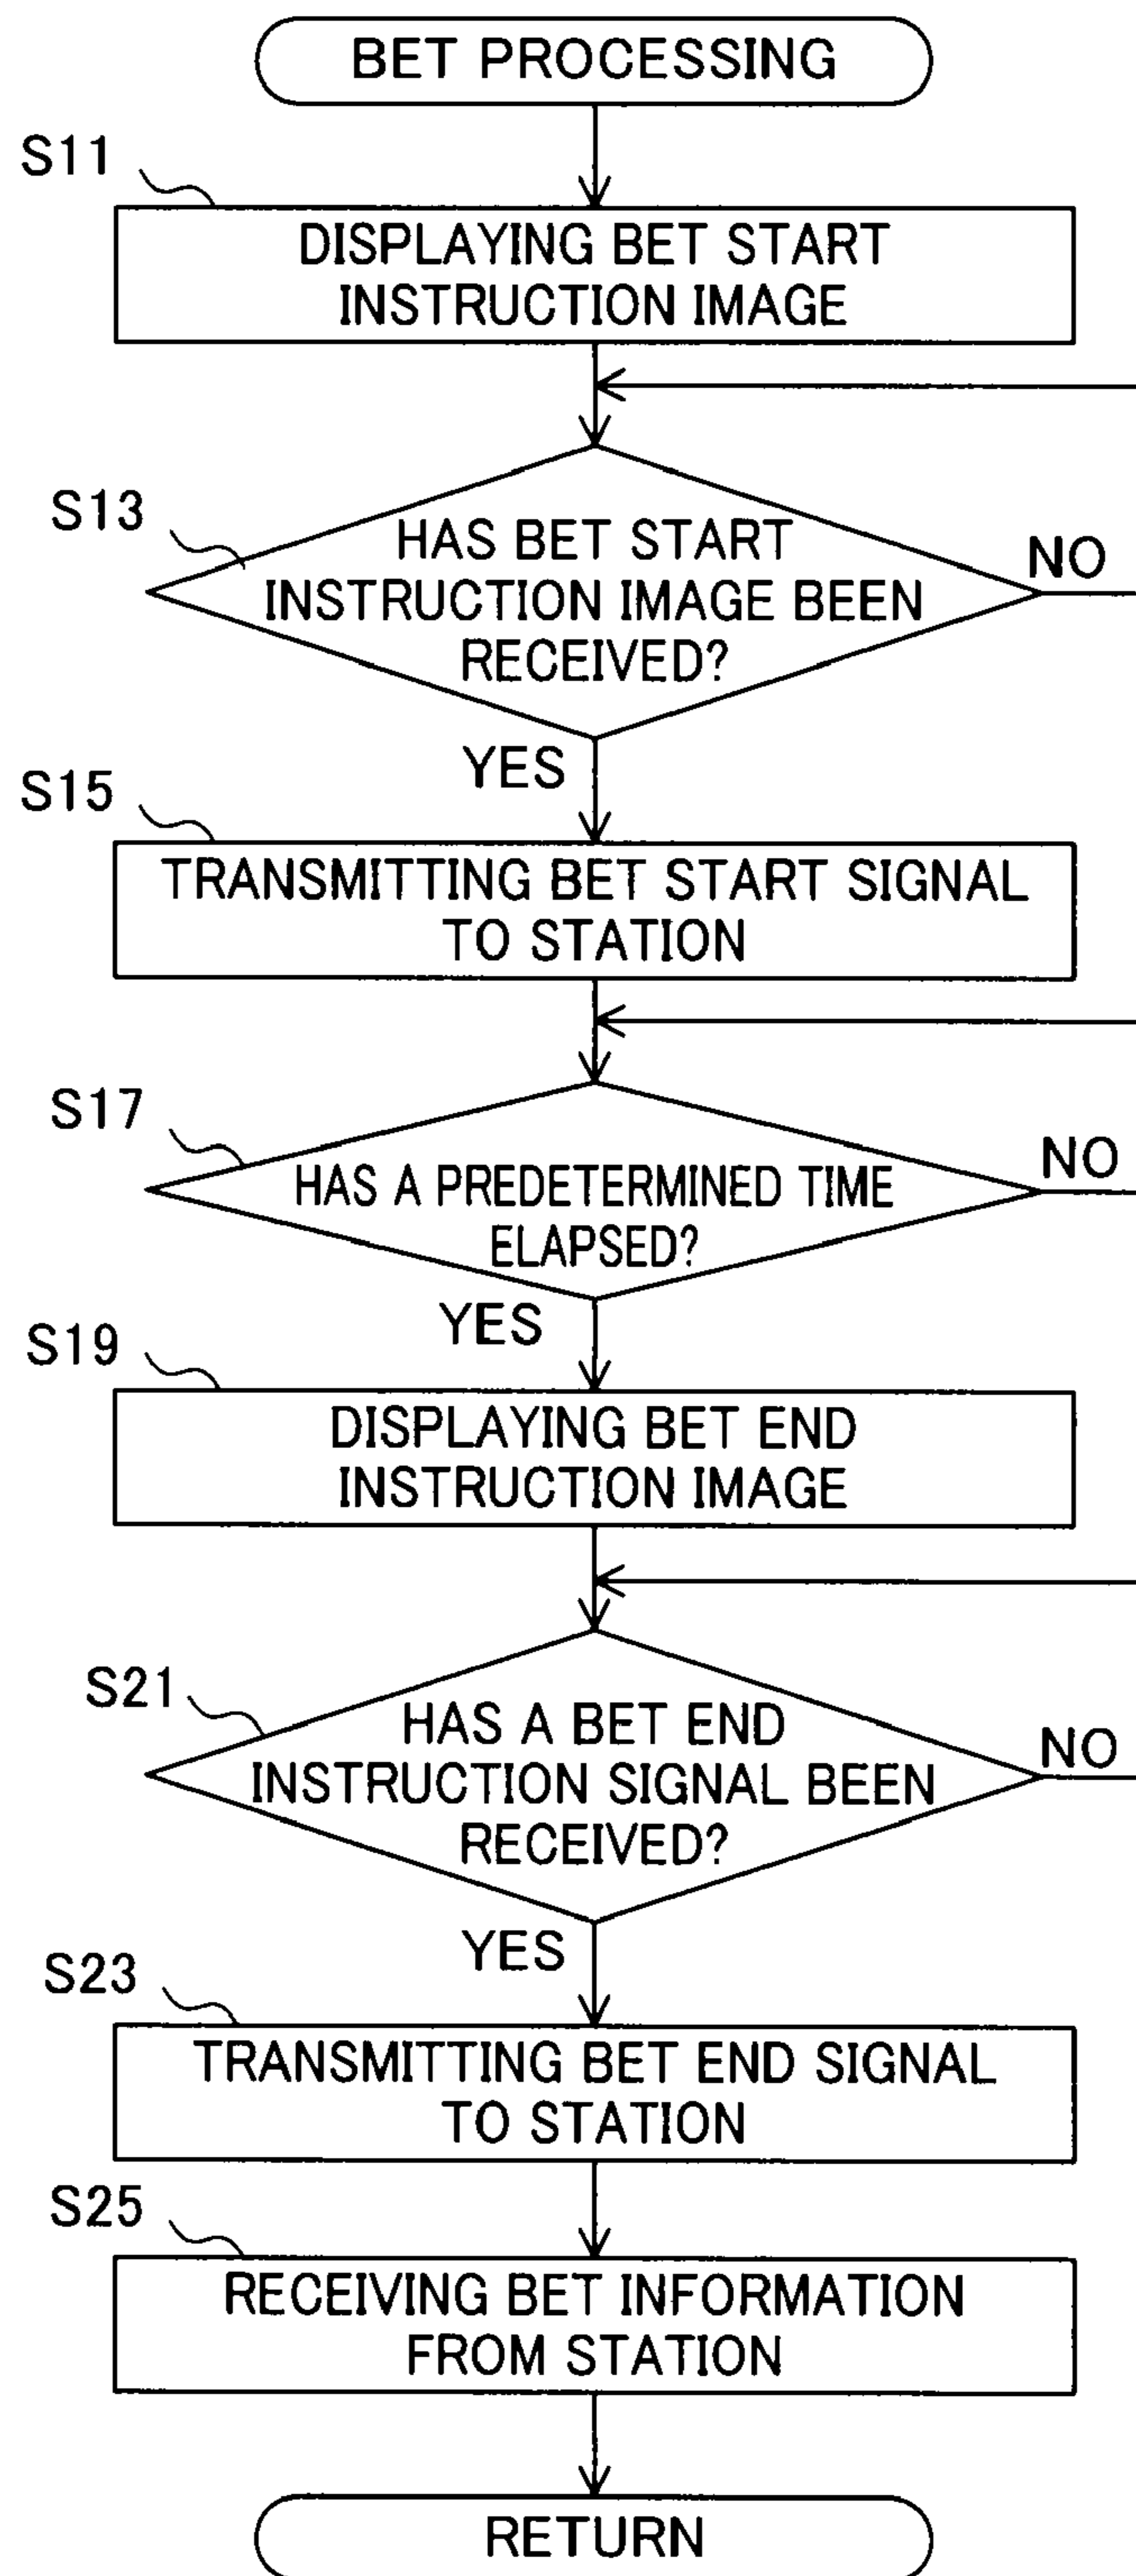 BET PROCESSING
S11
DISPLAYING BET START
INSTRUCTION IMAGE
S13
HAS BET START
INSTRUCTION IMAGE BEEN
RECEIVED?
NO
YES
S15
TRANSMITTING BET START SIGNAL
TO STATION
S17
HAS A PREDETERMINED TIME
ELAPSED?
NO
YES
S19
DISPLAYING BET END
INSTRUCTION IMAGE
S21
HAS A BET END
INSTRUCTION SIGNAL BEEN
RECEIVED?
NO
YES
S23
TRANSMITTING BET END SIGNAL
TO STATION
S25
RECEIVING BET INFORMATION
FROM STATION
RETURN